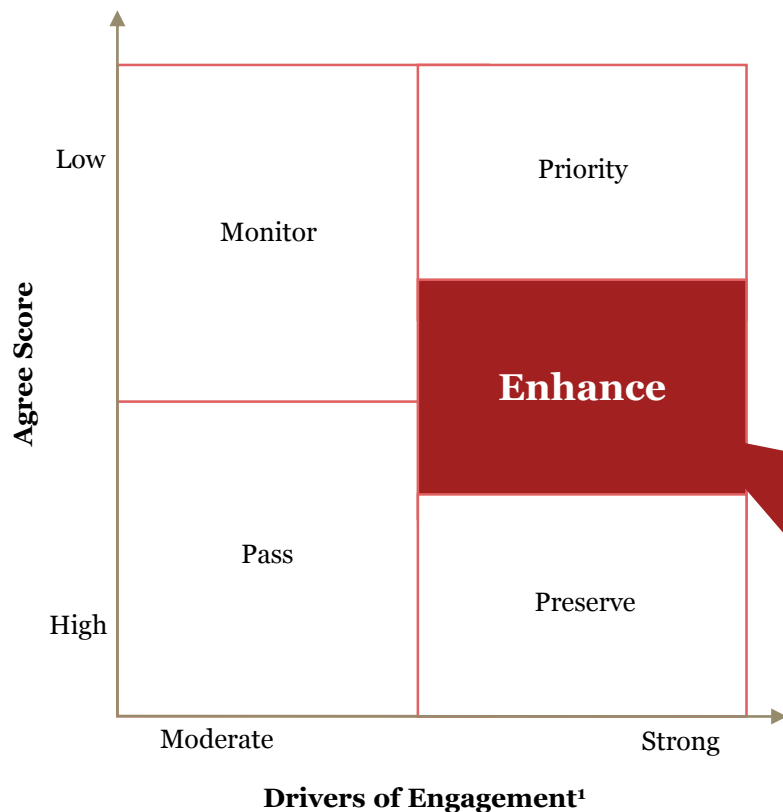 Low
Priority
Monitor
Enhance
Agree Score
Pass
Preserve
High
Moderate
Strong
Drivers of Engagement¹